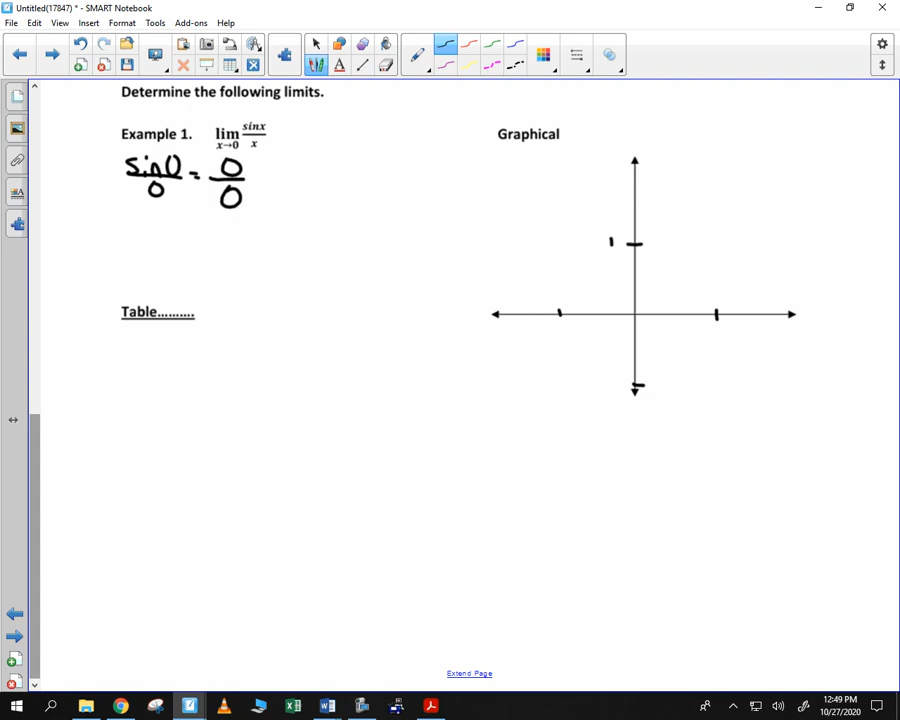 Untitled(17847) * - SMART Notebook
File Edit View Insert Format Tools Add-ons Help
Determine the following limits.
Example 1. lim x→0 sinx/x
Graphical
sin0/0 = 0/0
1
Table..........
Extend Page
12:49 PM
10/27/2020